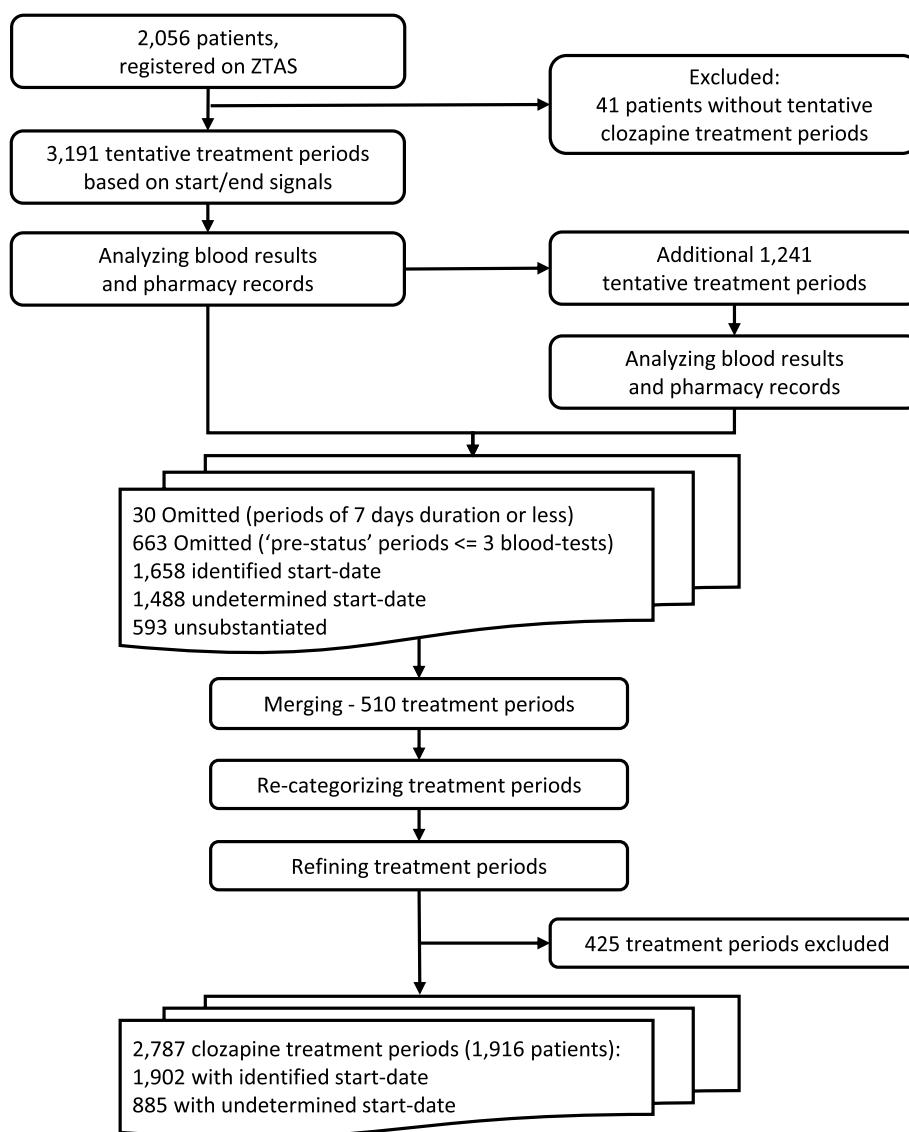 2,056 patients,
registered on ZTAS
Excluded:
41 patients without tentative
clozapine treatment periods
3,191 tentative treatment periods
based on start/end signals
Analyzing blood results
and pharmacy records
Additional 1,241
tentative treatment periods
Analyzing blood results
and pharmacy records
30 Omitted (periods of 7 days duration or less)
663 Omitted (‘pre-status’ periods <= 3 blood-tests)
1,658 identified start-date
1,488 undetermined start-date
593 unsubstantiated
Merging - 510 treatment periods
Re-categorizing treatment periods
Refining treatment periods
425 treatment periods excluded
2,787 clozapine treatment periods (1,916 patients):
1,902 with identified start-date
885 with undetermined start-date